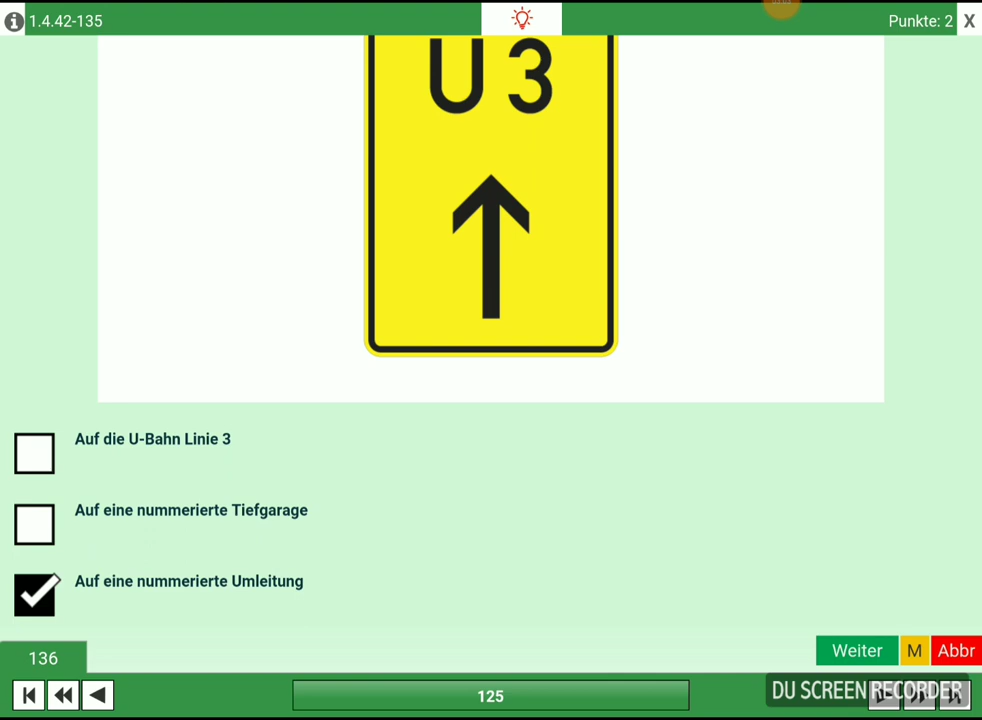 1.4.42-135
Punkte: 2 X
U 3
Auf die U-Bahn Linie 3
Auf eine nummerierte Tiefgarage
Auf eine nummerierte Umleitung
136
Weiter M Abbr
125
DU SCREEN RECORDER